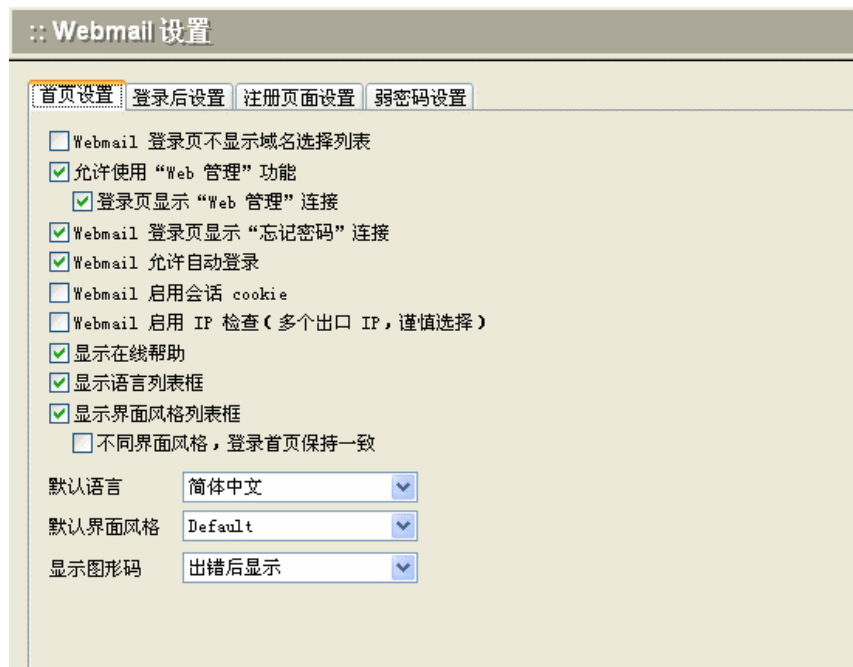 :: Webmail 设置
首页设置 登录后设置 注册页面设置 弱密码设置
Webmail 登录页不显示域名选择列表
允许使用“Web 管理”功能
登录页显示“Web 管理”连接
Webmail 登录页显示“忘记密码”连接
Webmail 允许自动登录
Webmail 启用会话 cookie
Webmail 启用 IP 检查(多个出口 IP,谨慎选择)
显示在线帮助
显示语言列表框
显示界面风格列表框
不同界面风格,登录首页保持一致
默认语言 简体中文
默认界面风格 Default
显示图形码 出错后显示